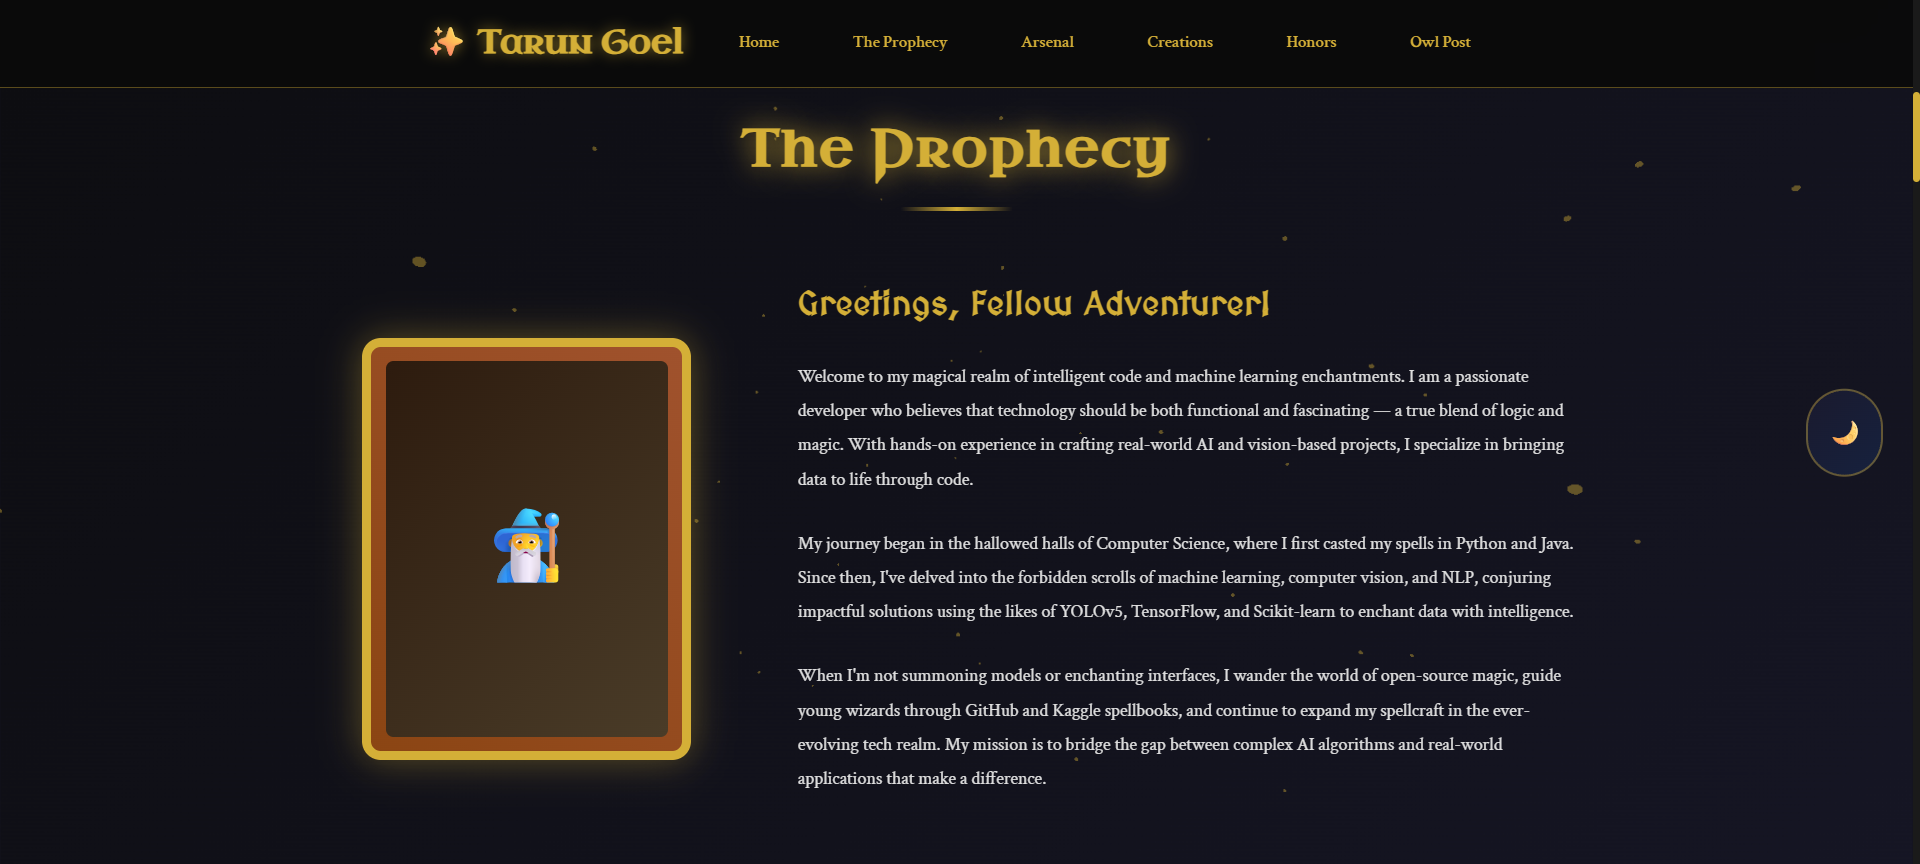 Tarun Goel
Home
The Prophecy
Arsenal
Creations
Honors
Owl Post
The Prophecy
Greetings, Fellow Adventurer!
Welcome to my magical realm of intelligent code and machine learning enchantments. I am a passionate
developer who believes that technology should be both functional and fascinating — a true blend of logic and
magic. With hands-on experience in crafting real-world AI and vision-based projects, I specialize in bringing
data to life through code.
My journey began in the hallowed halls of Computer Science, where I first casted my spells in Python and Java.
Since then, I've delved into the forbidden scrolls of machine learning, computer vision, and NLP, conjuring
impactful solutions using the likes of YOLOv5, TensorFlow, and Scikit-learn to enchant data with intelligence.
When I'm not summoning models or enchanting interfaces, I wander the world of open-source magic, guide
young wizards through GitHub and Kaggle spellbooks, and continue to expand my spellcraft in the ever-
evolving tech realm. My mission is to bridge the gap between complex AI algorithms and real-world
applications that make a difference.